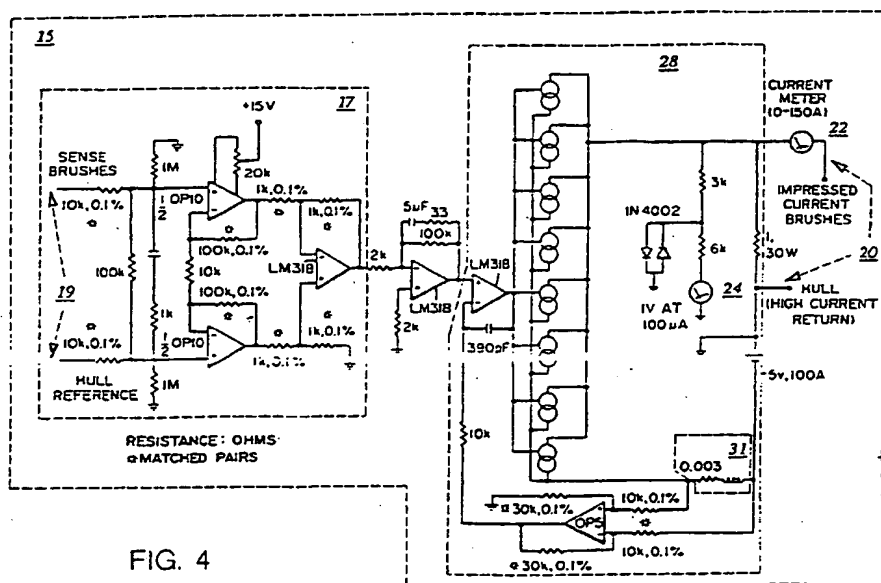 15
17
28
+15V
CURRENT
METER
(0-150A)
22
SENSE
BRUSHES
1M
20k
1k,0.1%
10k,0.1%
¤
1/2
OP10
1k,0.1%
¤
5µF
33
100k
3k
IMPRESSED
CURRENT
BRUSHES
100k,0.1%
¤
LM318
2k
LM318
1N4002
100k
10k
6k
30W
20
19
100k,0.1%
¤
LM318
HULL
(HIGH CURRENT
RETURN)
1k
24
1V AT
100µA
¤
10k,0.1%
1/2
OP10
1k,0.1%
¤
1k,0.1%
2k
390pF
HULL
REFERENCE
1M
5v,100A
10k
RESISTANCE: OHMS
¤MATCHED PAIRS
31
0.003
¤ 30k,0.1%
10k,0.1%
¤
OP5
10k,0.1%
¤ 30k,0.1%
FIG. 4